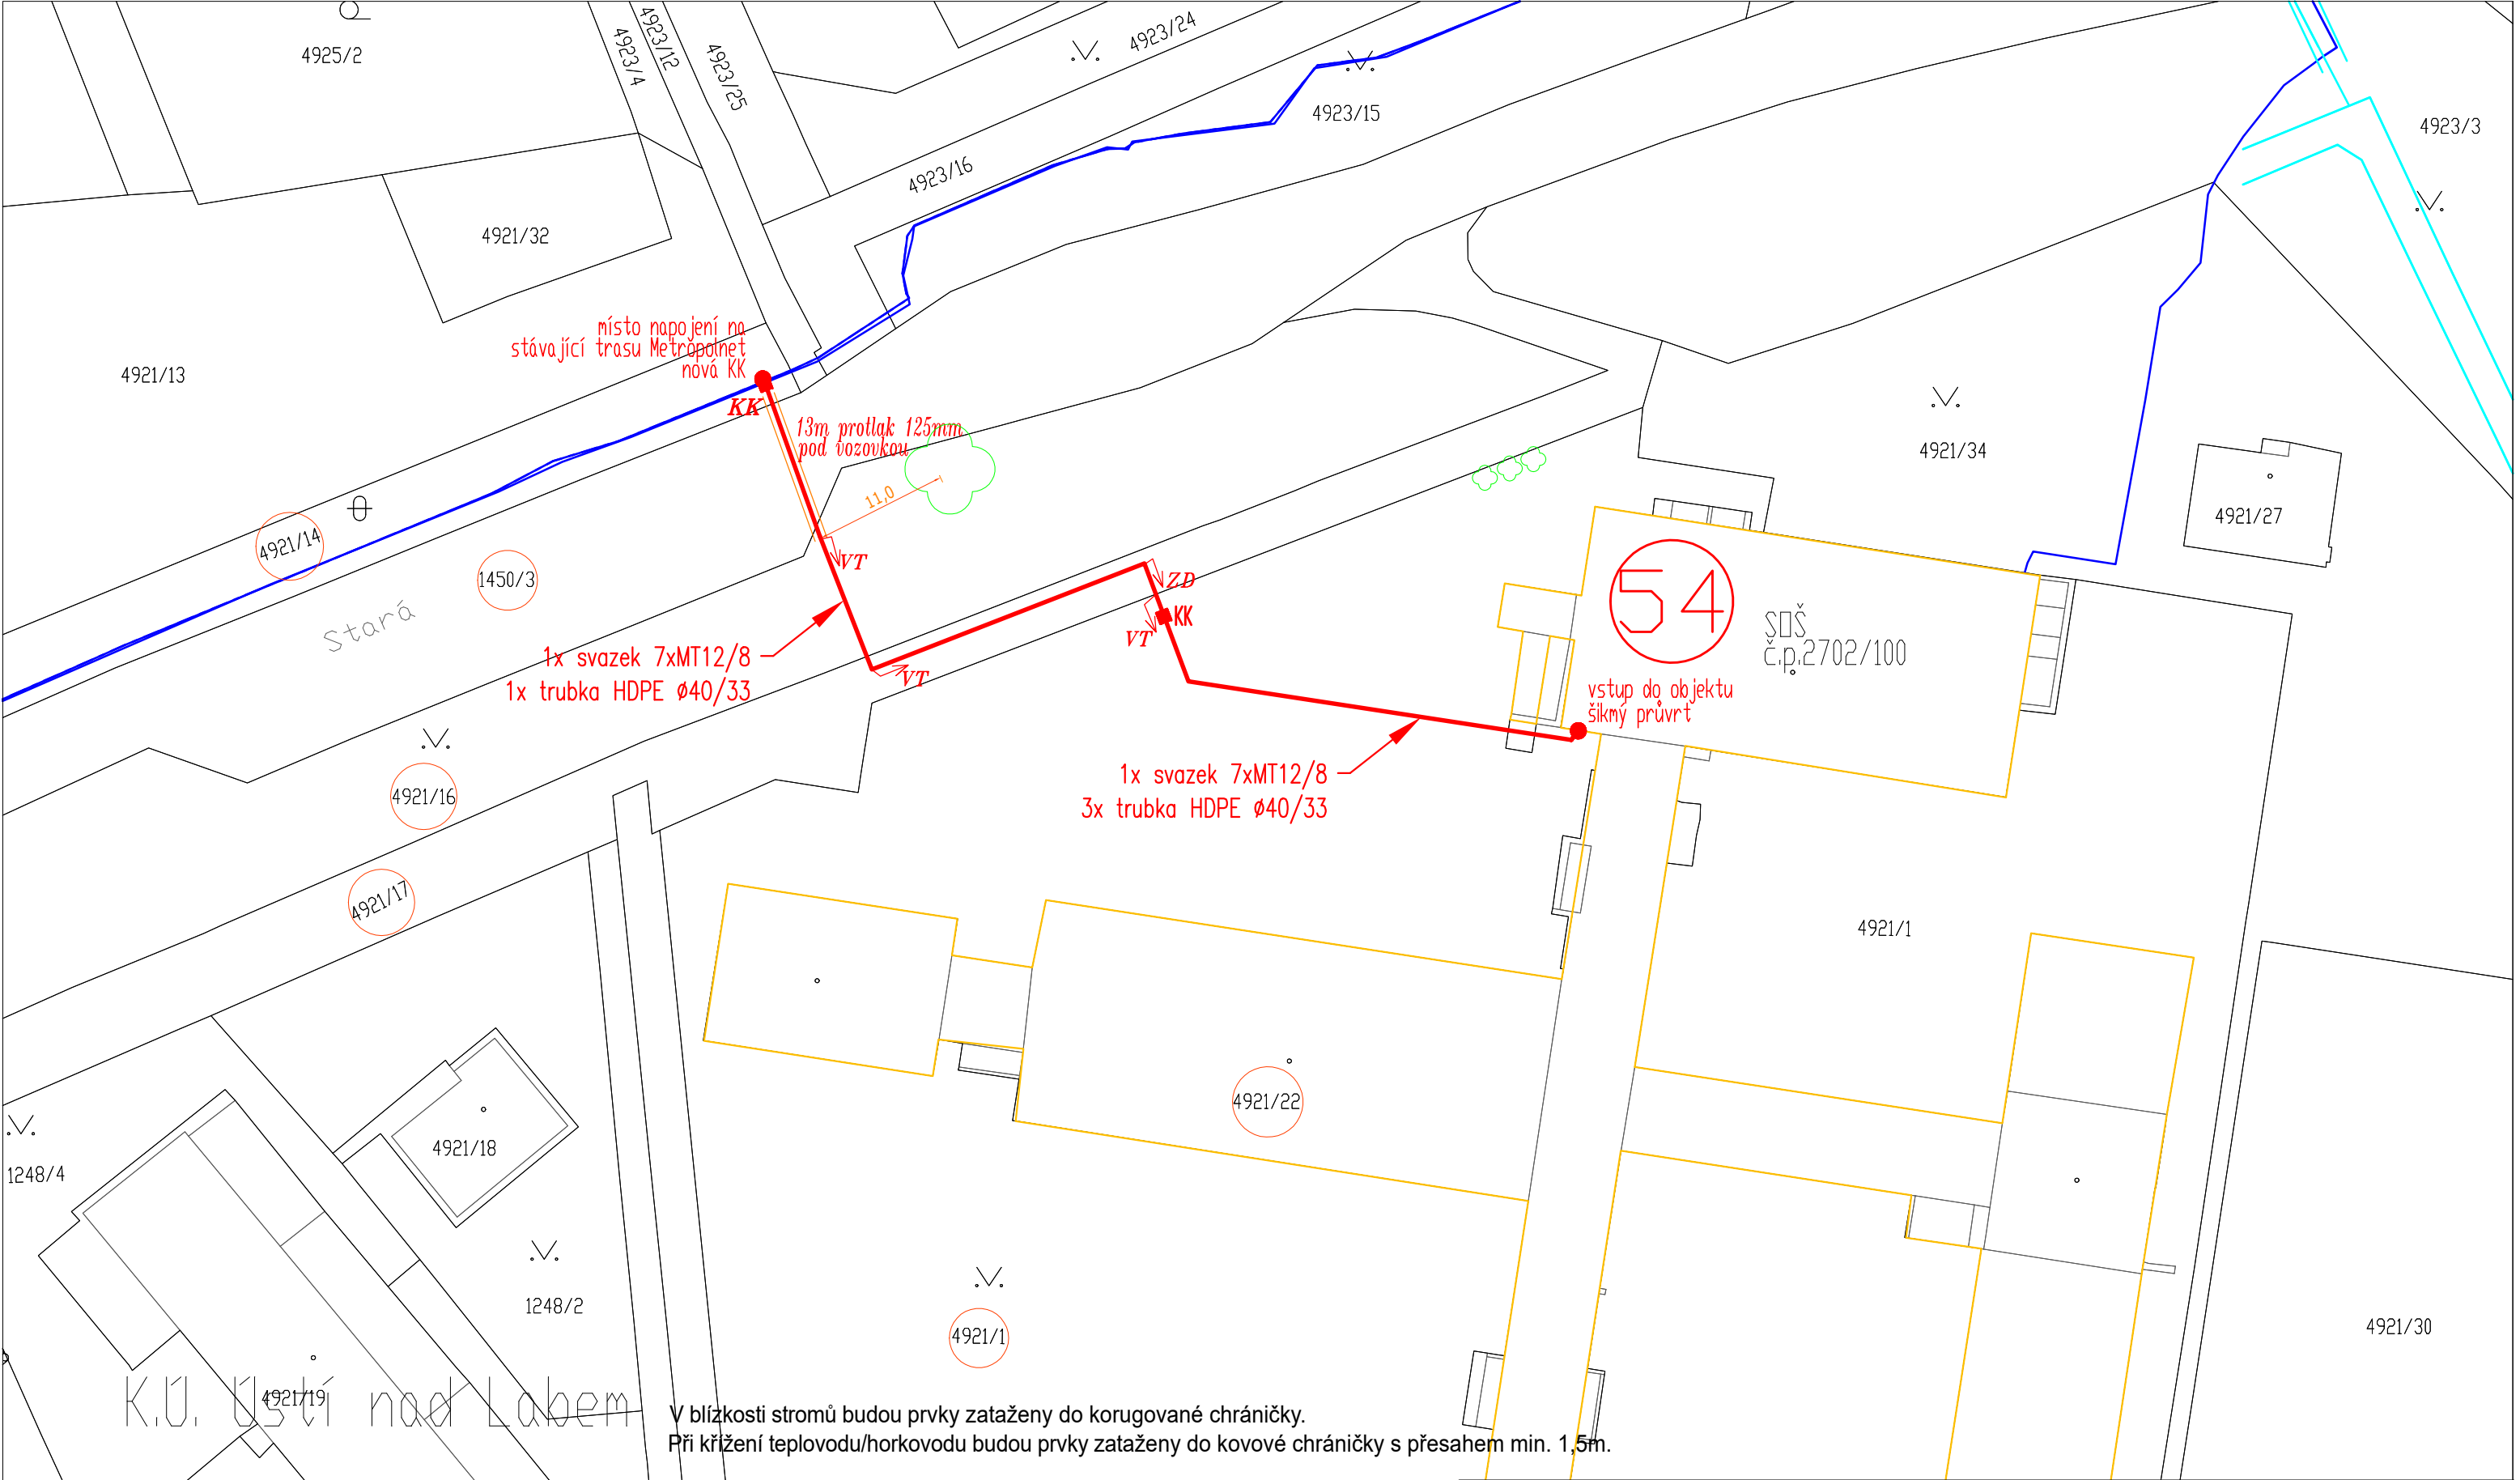 4925/2
4923/4
4923/12
4923/25
4923/24
4923/15
4923/3
4923/16
4921/32
4921/13
místo napojení na
stávající trasu Metropolnet
nová KK
KK
13m protlak 125mm
pod vozovkou
11,0
4921/34
4921/27
4921/14
1450/3
Stará
VT
ZD
KK
VT
VT
1x svazek 7xMT12/8
1x trubka HDPE ø40/33
54
č.p.2702/100
vstup do objektu
šikmý průvrt
1x svazek 7xMT12/8
3x trubka HDPE ø40/33
4921/16
4921/17
4921/1
4921/22
4921/18
1248/4
1248/2
4921/1
4921/30
4921/19
K.Ú. Ústí nad Labem
V blízkosti stromů budou prvky zataženy do korugované chráničky.
Při křížení teplovodu/horkovodu budou prvky zataženy do kovové chráničky s přesahem min. 1,5m.